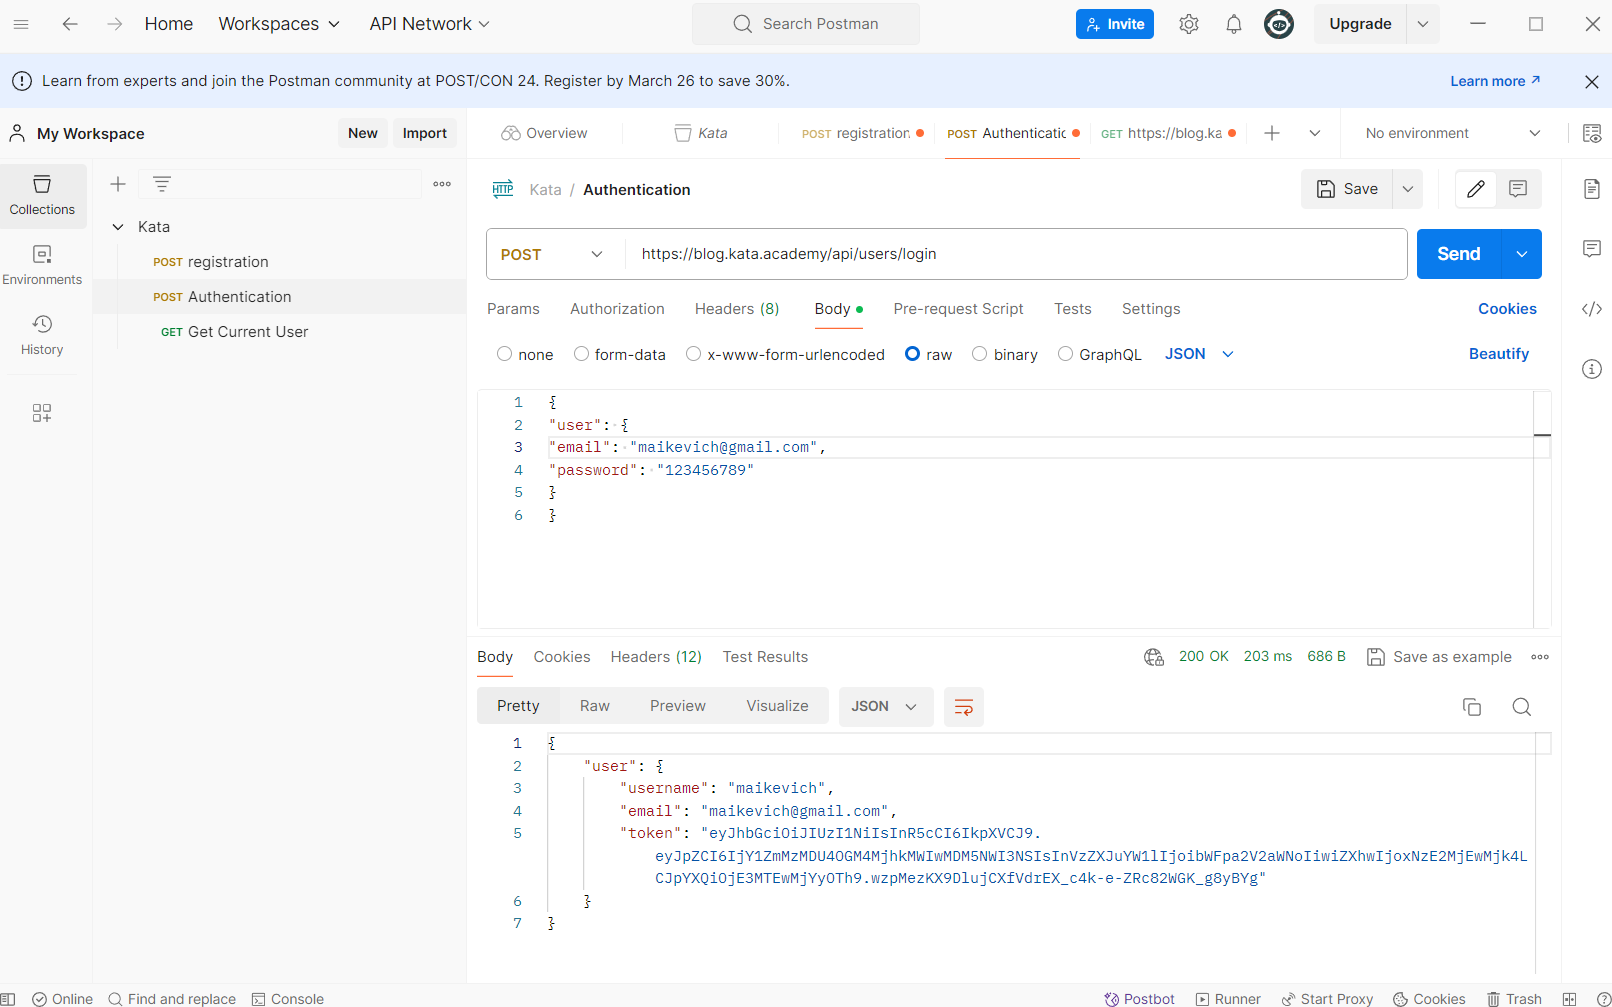 Home Workspaces API Network Search Postman Invite Upgrade
Learn from experts and join the Postman community at POST/CON 24. Register by March 26 to save 30%. Learn more ↗
My Workspace New Import Overview Kata POST registration POST Authenticatic GET https://blog.ka No environment
Collections
Environments
History
Kata
POST registration
POST Authentication
GET Get Current User
HTTP Kata / Authentication Save
POST https://blog.kata.academy/api/users/login Send
Params Authorization Headers (8) Body Pre-request Script Tests Settings Cookies
none form-data x-www-form-urlencoded raw binary GraphQL JSON Beautify
1 {
2 "user": {
3 "email": "maikevich@gmail.com",
4 "password": "123456789"
5 }
6 }
Body Cookies Headers (12) Test Results 200 OK 203 ms 686 B Save as example
Pretty Raw Preview Visualize JSON
1 {
2 "user": {
3 "username": "maikevich",
4 "email": "maikevich@gmail.com",
5 "token": "eyJhbGciOiJIUzI1NiIsInR5cCI6IkpXVCJ9.
eyJpZCI6IjY1ZmMzMDU4OGM4MjhkMWIwMDM5NWI3NSIsInVzZXJuYW1lIjoibWFpa2V2aWNoIiwiZXhwIjoxNzE2MjEwMjk4L
CJpYXQiOjE3MTEwMjYyOTh9.wzpMezKX9DlujCXfVdrEX_c4k-e-ZRc82WGK_g8yBYg"
6 }
7 }
Online Find and replace Console Postbot Runner Start Proxy Cookies Trash